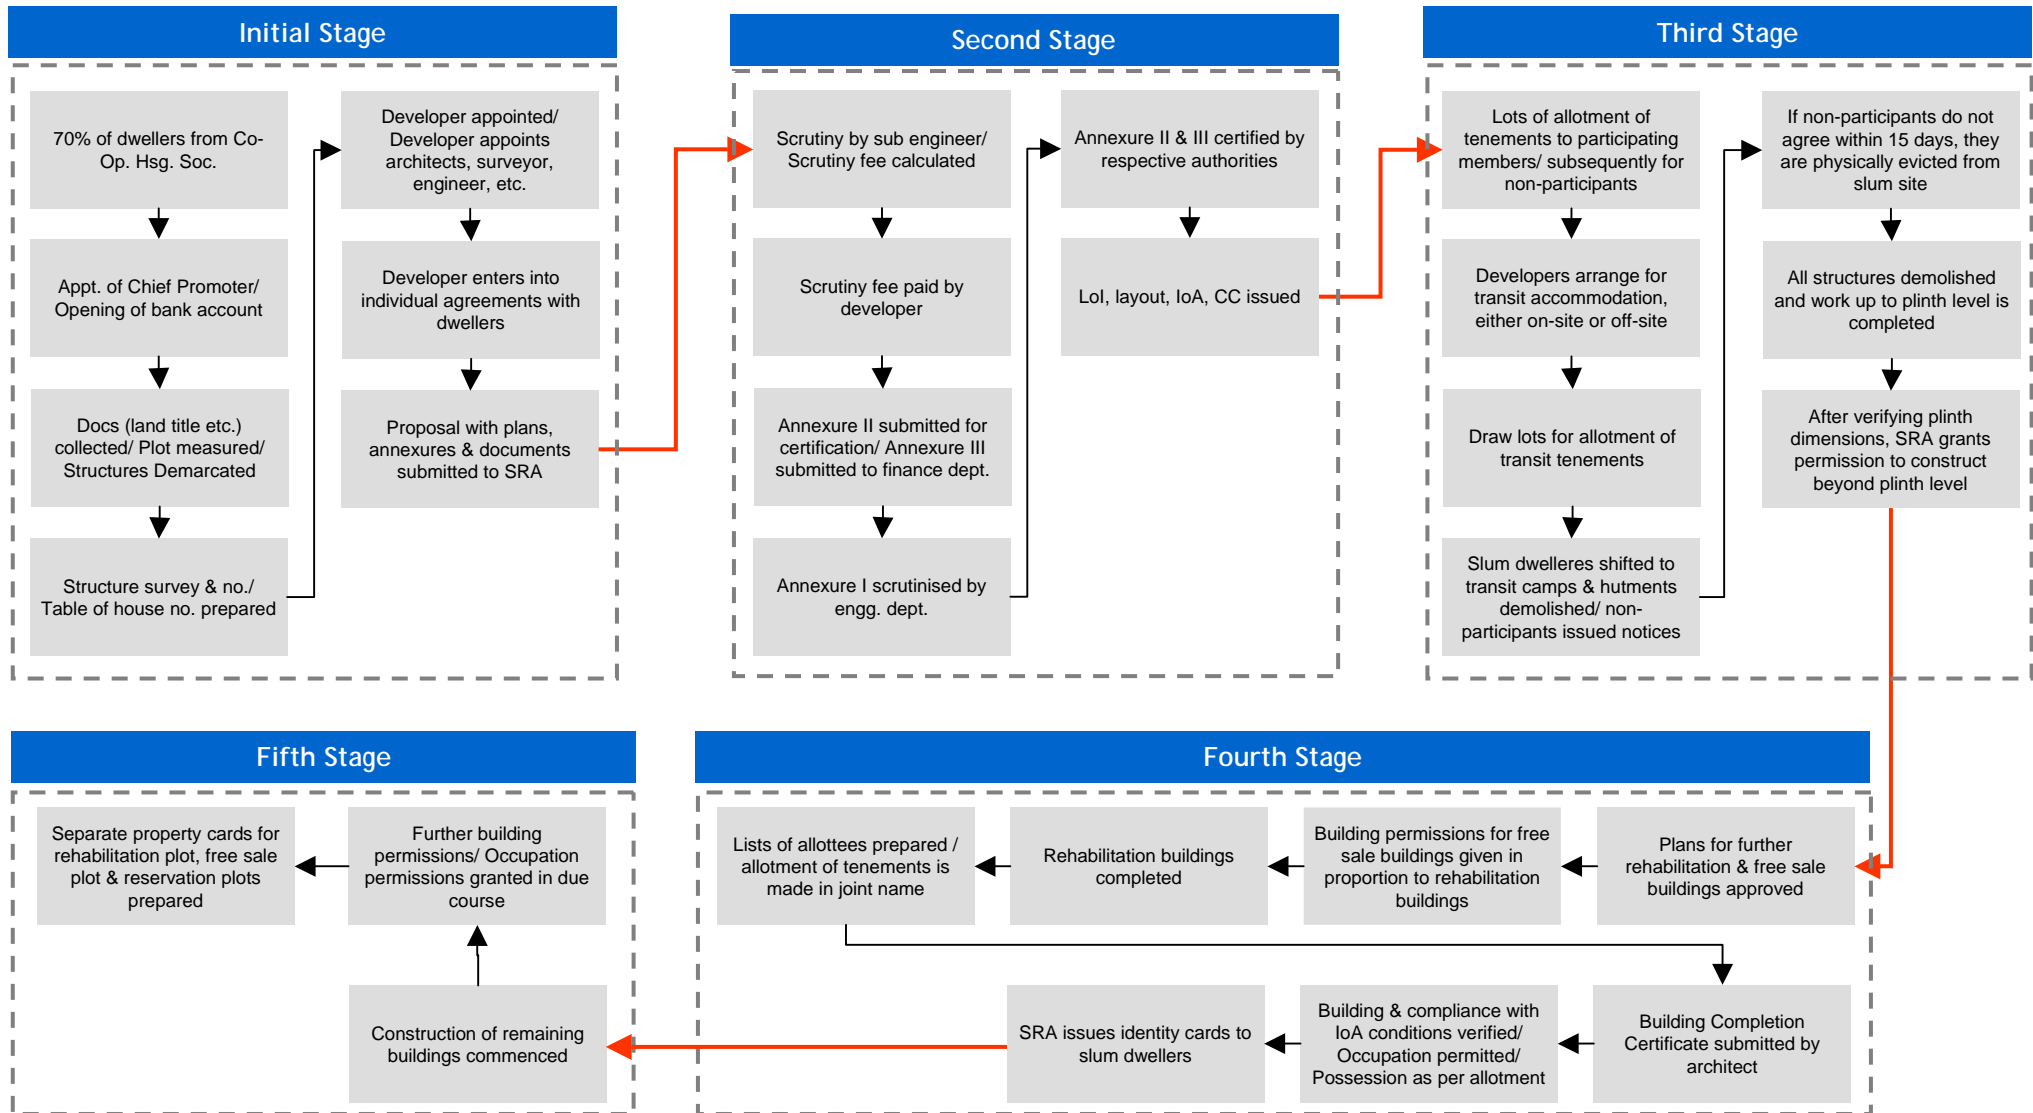 Initial Stage
70% of dwellers from Co-
Op. Hsg. Soc.
Appt. of Chief Promoter/
Opening of bank account
Docs (land title etc.)
collected/ Plot measured/
Structures Demarcated
Structure survey & no./
Table of house no. prepared
Developer appointed/
Developer appoints
architects, surveyor,
engineer, etc.
Developer enters into
individual agreements with
dwellers
Proposal with plans,
annexures & documents
submitted to SRA
Second Stage
Scrutiny by sub engineer/
Scrutiny fee calculated
Scrutiny fee paid by
developer
Annexure II submitted for
certification/ Annexure III
submitted to finance dept.
Annexure I scrutinised by
engg. dept.
Annexure II & III certified by
respective authorities
LoI, layout, IoA, CC issued
Third Stage
Lots of allotment of
tenements to participating
members/ subsequently for
non-participants
Developers arrange for
transit accommodation,
either on-site or off-site
Draw lots for allotment of
transit tenements
Slum dwelleres shifted to
transit camps & hutments
demolished/ non-
participants issued notices
If non-participants do not
agree within 15 days, they
are physically evicted from
slum site
All structures demolished
and work up to plinth level is
completed
After verifying plinth
dimensions, SRA grants
permission to construct
beyond plinth level
Fourth Stage
Plans for further
rehabilitation & free sale
buildings approved
Building permissions for free
sale buildings given in
proportion to rehabilitation
buildings
Rehabilitation buildings
completed
Lists of allottees prepared /
allotment of tenements is
made in joint name
Building Completion
Certificate submitted by
architect
Building & compliance with
IoA conditions verified/
Occupation permitted/
Possession as per allotment
SRA issues identity cards to
slum dwellers
Fifth Stage
Construction of remaining
buildings commenced
Further building
permissions/ Occupation
permissions granted in due
course
Separate property cards for
rehabilitation plot, free sale
plot & reservation plots
prepared